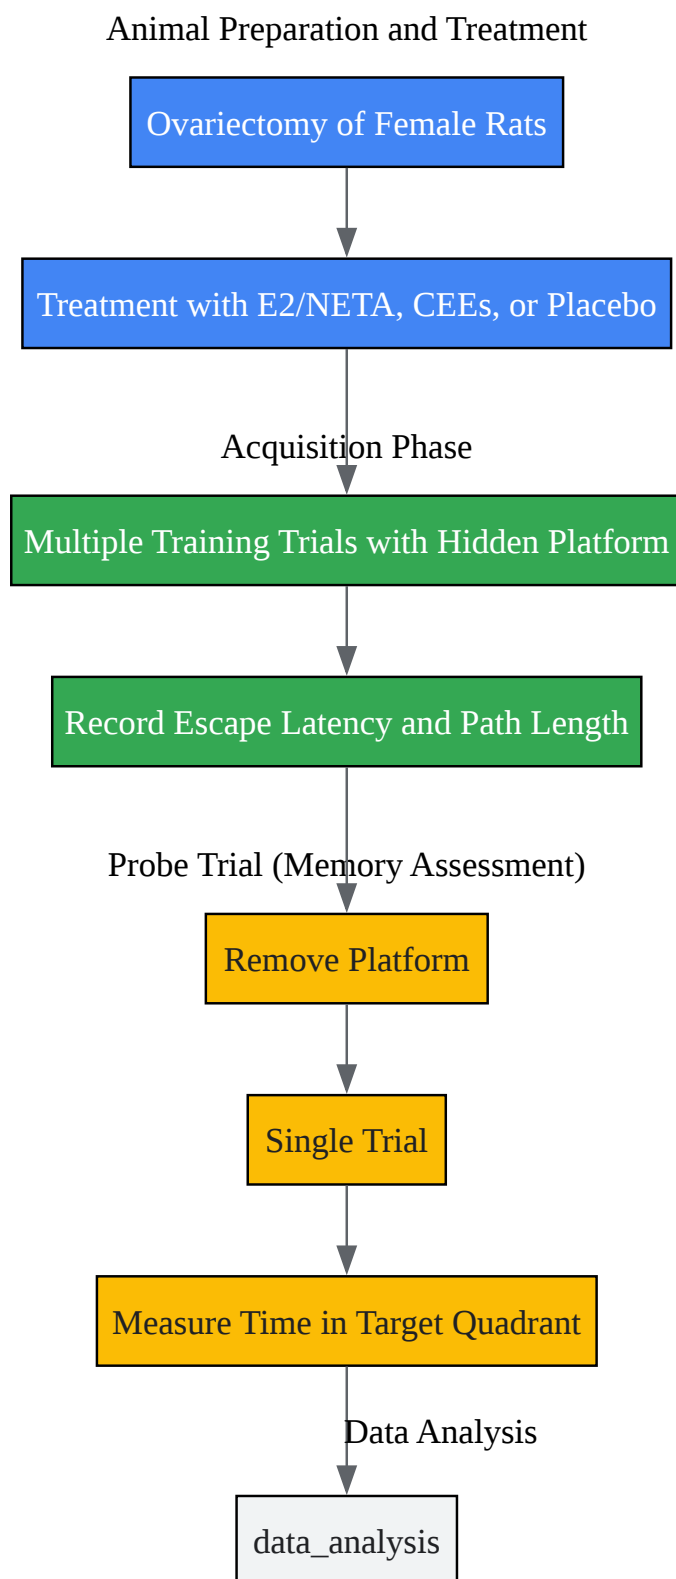 Animal Preparation and Treatment
Ovariectomy of Female Rats
Treatment with E2/NETA, CEEs, or Placebo
Acquisition Phase
Multiple Training Trials with Hidden Platform
Record Escape Latency and Path Length
Probe Trial (Memory Assessment)
Remove Platform
Single Trial
Measure Time in Target Quadrant
Data Analysis
data_analysis